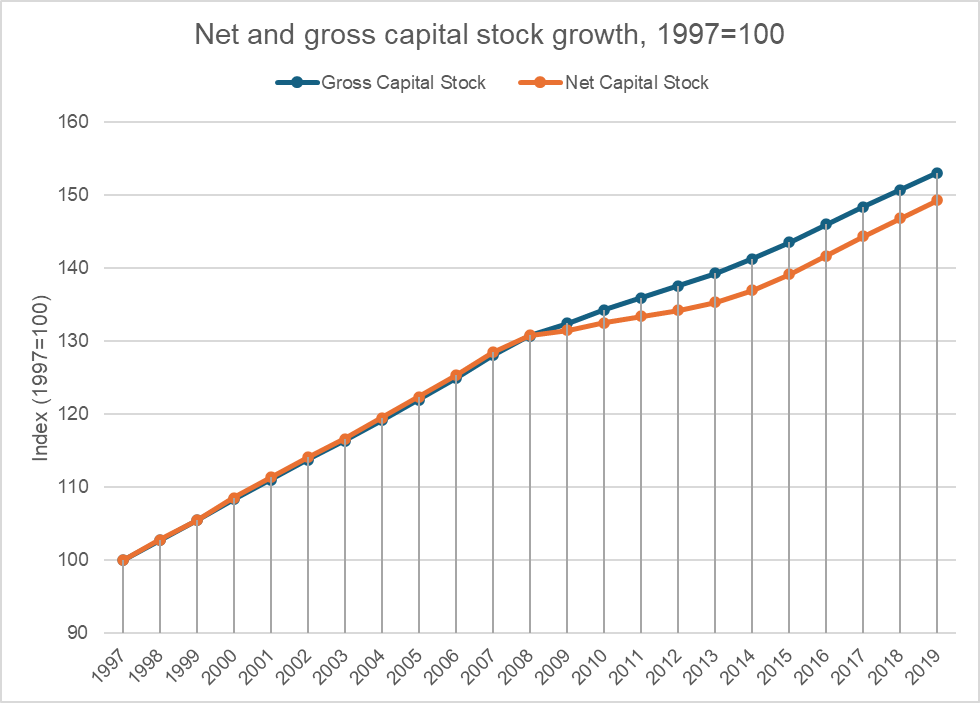 Net and gross capital stock growth, 1997=100
Gross Capital Stock Net Capital Stock
160
150
140
130
120
110
100
90
Index (1997=100)
1997 1998 1999 2000 2001 2002 2003 2004 2005 2006 2007 2008 2009 2010 2011 2012 2013 2014 2015 2016 2017 2018 2019